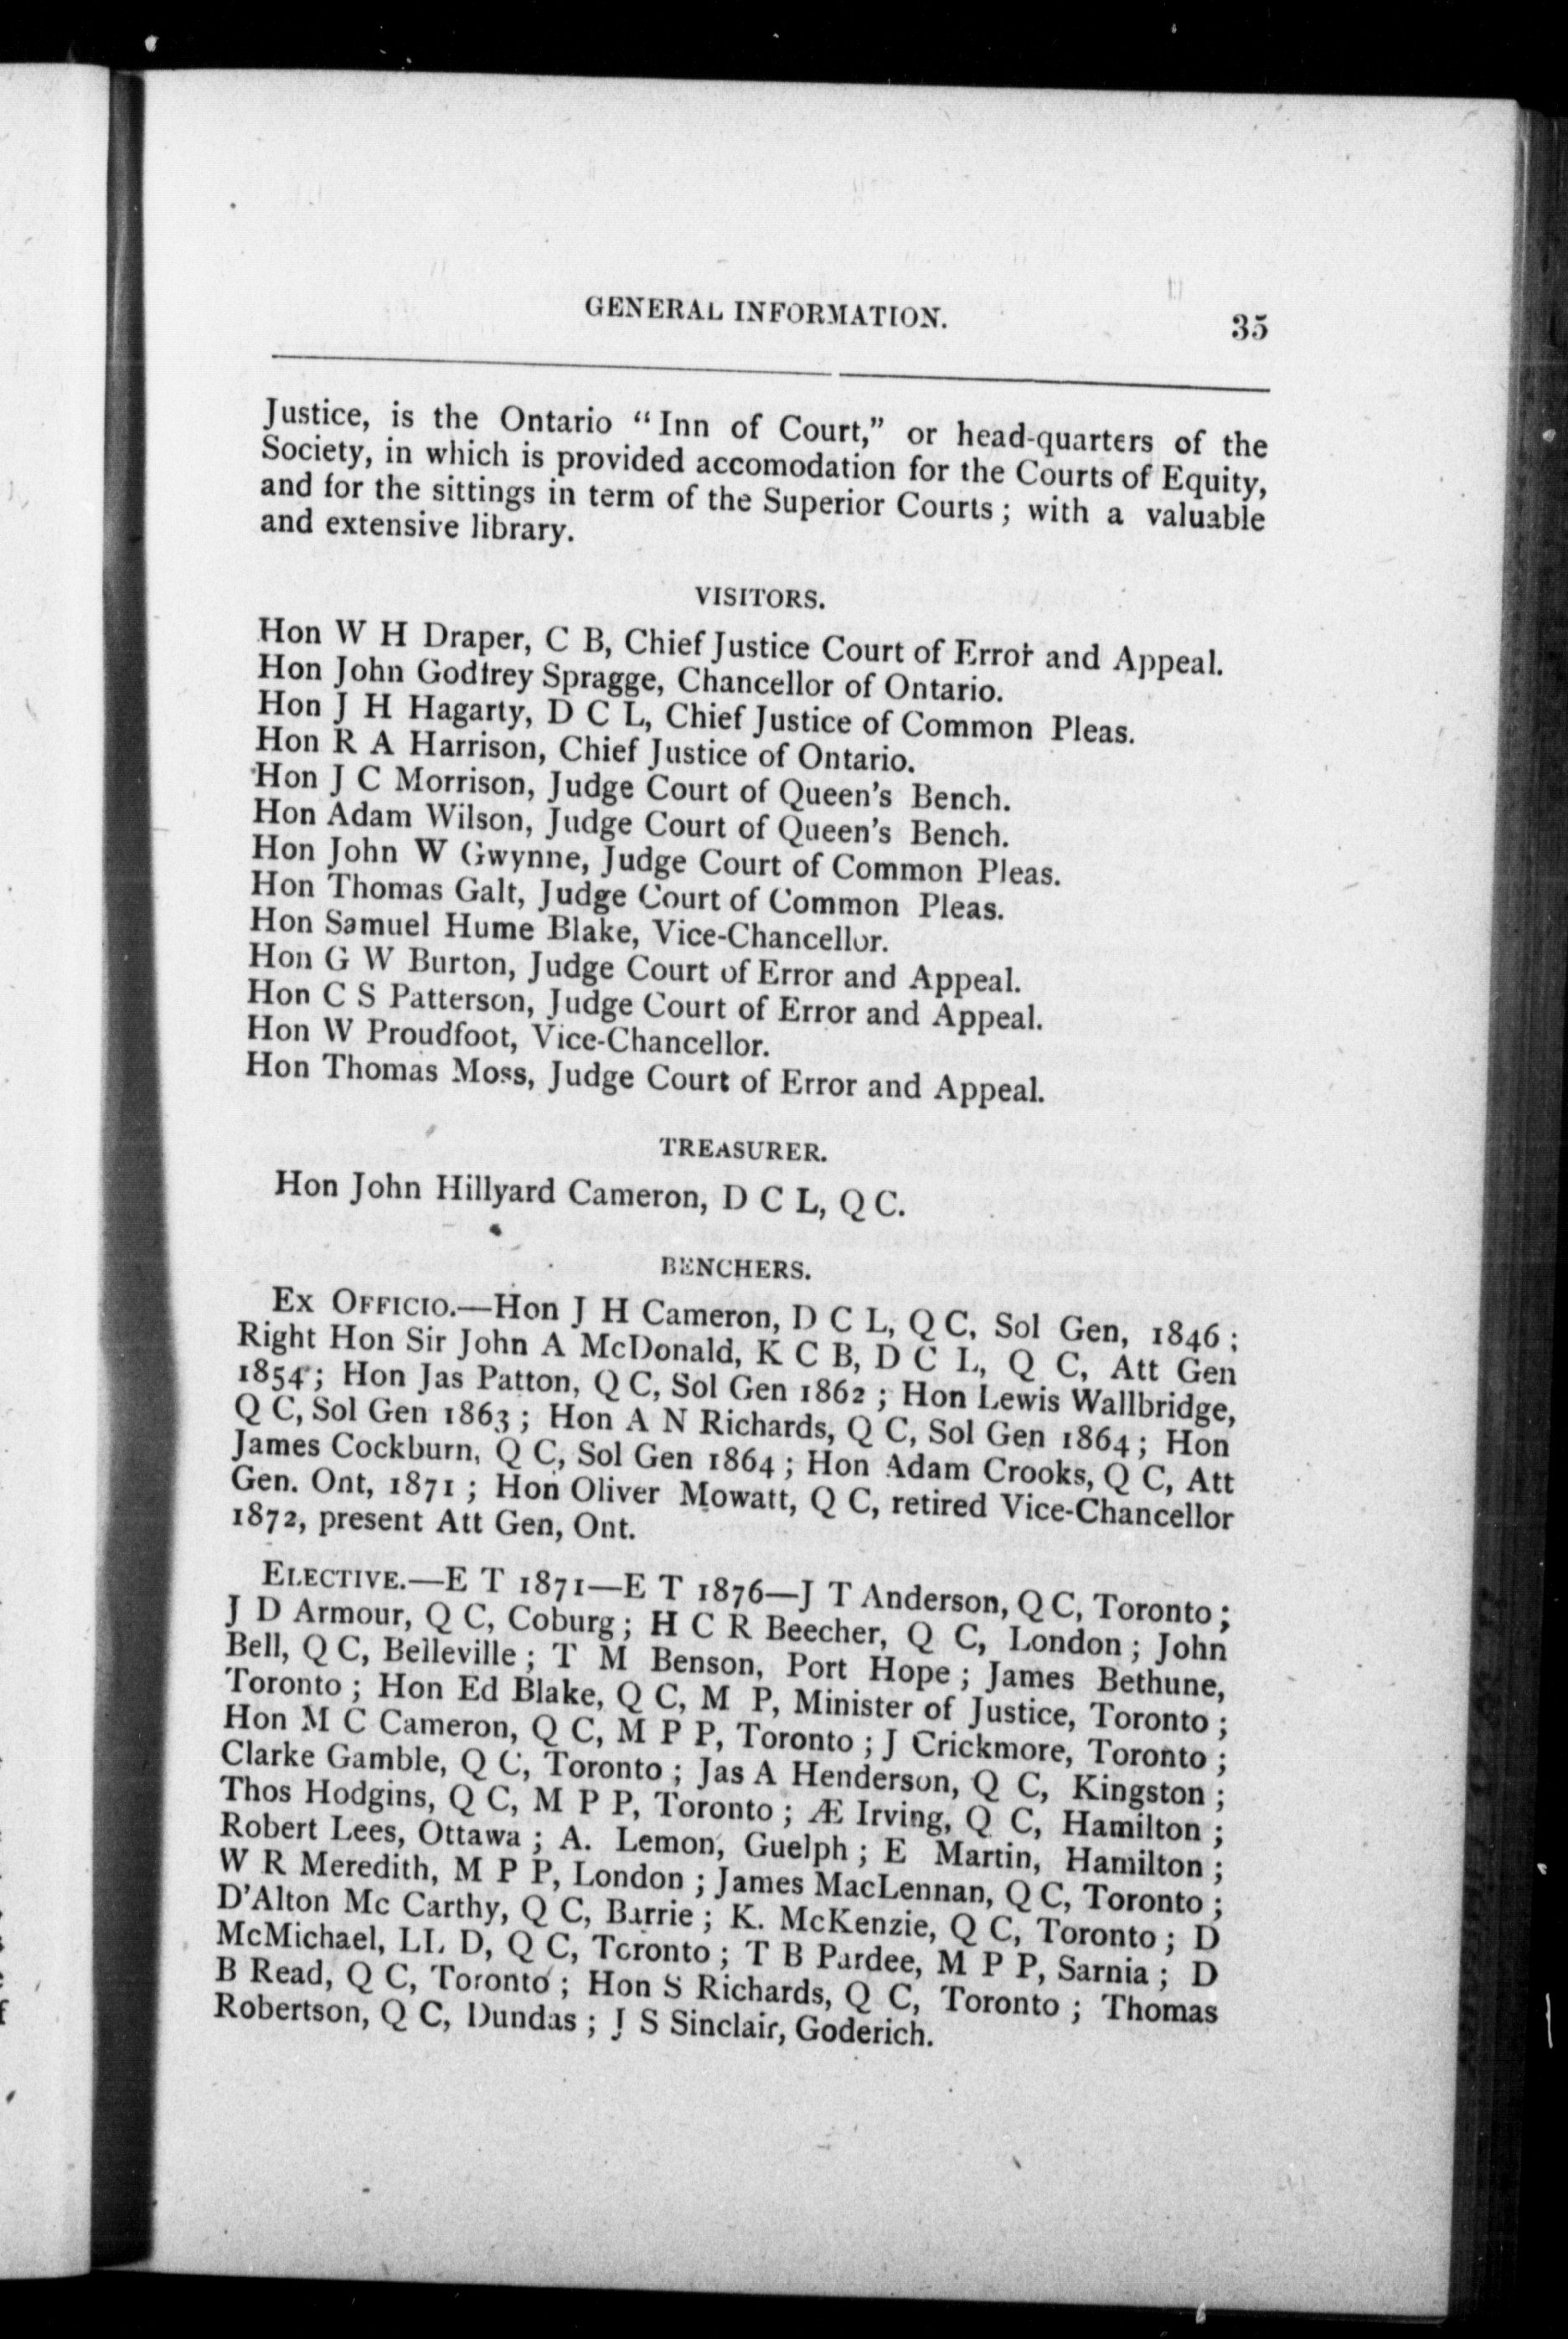 GENERAL INFORMATION. 35
Justice, is the Ontario "Inn of Court," or head-quarters of the
Society, in which is provided accomodation for the Courts of Equity,
and for the sittings in term of the Superior Courts; with a valuable
and extensive library.
VISITORS.
Hon W H Draper, C B, Chief Justice Court of Error and Appeal.
Hon John Godfrey Spragge, Chancellor of Ontario.
Hon J H Hagarty, D C L, Chief Justice of Common Pleas.
Hon R A Harrison, Chief Justice of Ontario.
Hon J C Morrison, Judge Court of Queen's Bench.
Hon Adam Wilson, Judge Court of Queen's Bench.
Hon John W Gwynne, Judge Court of Common Pleas.
Hon Thomas Galt, Judge Court of Common Pleas.
Hon Samuel Hume Blake, Vice-Chancellor.
Hon G W Burton, Judge Court of Error and Appeal.
Hon C S Patterson, Judge Court of Error and Appeal.
Hon W Proudfoot, Vice-Chancellor.
Hon Thomas Moss, Judge Court of Error and Appeal.
TREASURER.
Hon John Hillyard Cameron, D C L, Q C.
BENCHERS.
EX OFFICIO.—Hon J H Cameron, D C L, Q C, Sol Gen, 1846;
Right Hon Sir John A McDonald, K C B, D C L, Q C, Att Gen
1854; Hon Jas Patton, Q C, Sol Gen 1862; Hon Lewis Wallbridge,
Q C, Sol Gen 1863; Hon A N Richards, Q C, Sol Gen 1864; Hon
James Cockburn, Q C, Sol Gen 1864; Hon Adam Crooks, Q C, Att
Gen. Ont, 1871; Hon Oliver Mowatt, Q C, retired Vice-Chancellor
1872, present Att Gen, Ont.
ELECTIVE.—E T 1871—E T 1876—J T Anderson, Q C, Toronto;
J D Armour, Q C, Coburg; H C R Beecher, Q C, London; John
Bell, Q C, Belleville; T M Benson, Port Hope; James Bethune,
Toronto; Hon Ed Blake, Q C, M P, Minister of Justice, Toronto;
Hon M C Cameron, Q C, M P P, Toronto; J Crickmore, Toronto;
Clarke Gamble, Q C, Toronto; Jas A Henderson, Q C, Kingston;
Thos Hodgins, Q C, M P P, Toronto; Æ Irving, Q C, Hamilton;
Robert Lees, Ottawa; A. Lemon, Guelph; E Martin, Hamilton;
W R Meredith, M P P, London; James MacLennan, Q C, Toronto;
D'Alton Mc Carthy, Q C, Barrie; K. McKenzie, Q C, Toronto; D
McMichael, LL D, Q C, Toronto; T B Pardee, M P P, Sarnia; D
B Read, Q C, Toronto; Hon S Richards, Q C, Toronto; Thomas
Robertson, Q C, Dundas; J S Sinclair, Goderich.